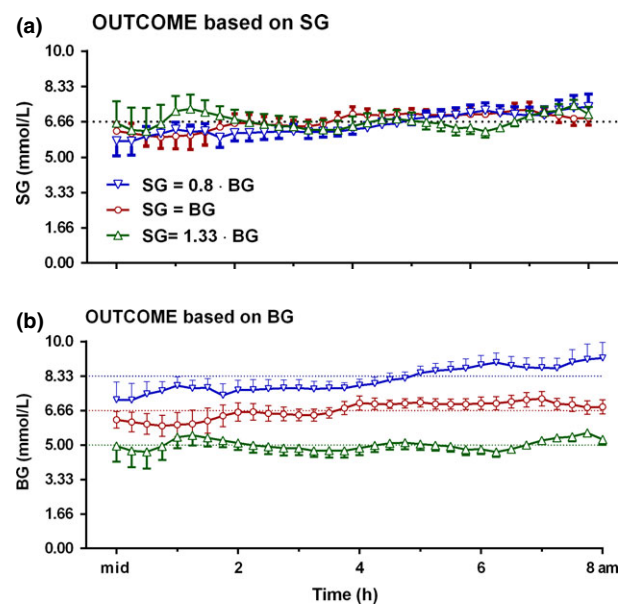 (a)
OUTCOME based on SG
10.0
8.33
6.66
5.00
3.33
1.66
0.00
SG (mmol/L)
SG = 0.8 · BG
SG = BG
SG= 1.33 · BG
(b)
OUTCOME based on BG
10.0
8.33
6.66
5.00
3.33
1.66
0.00
BG (mmol/L)
mid 2 4 6 8 am
Time (h)